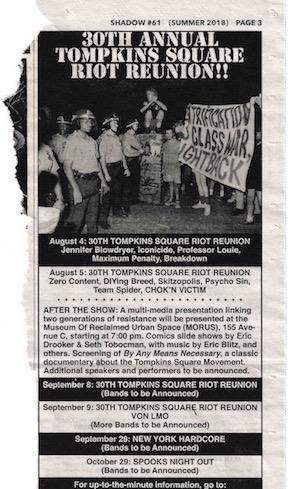 SHADOW #61 (SUMMER 2018) PAGE 3
30TH ANNUAL
TOMPKINS SQUARE
RIOT REUNION!!
GENTRIFICATION
CLASS WAR,
FIGHT BACK
August 4: 30TH TOMPKINS SQUARE RIOT REUNION
Jennifer Blowdryer, Iconicide, Professor Louie,
Maximum Penalty, Breakdown
August 5: 30TH TOMPKINS SQUARE RIOT REUNION
Zero Content, DIYing Breed, Skitzopolis, Psycho Sin,
Team Spider, CHOK'N VICTIM
AFTER THE SHOW: A multi-media presentation linking
two generations of resistance will be presented at the
Museum Of Reclaimed Urban Space (MORUS), 155 Ave-
nue C, starting at 7:00 pm. Comics slide shows by Eric
Drooker & Seth Tobocman, with music by Eric Blitz, and
others. Screening of By Any Means Necessary, a classic
documentary about the Tompkins Square Movement.
Additional speakers and performers to be announced.
September 8: 30TH TOMPKINS SQUARE RIOT REUNION
(Bands to be Announced)
September 9: 30TH TOMPKINS SQUARE RIOT REUNION
VON LMO
(More Bands to be Announced)
September 29: NEW YORK HARDCORE
(Bands to be Announced)
October 29: SPOOKS NIGHT OUT
(Bands to be Announced)
For up-to-the-minute information, go to: